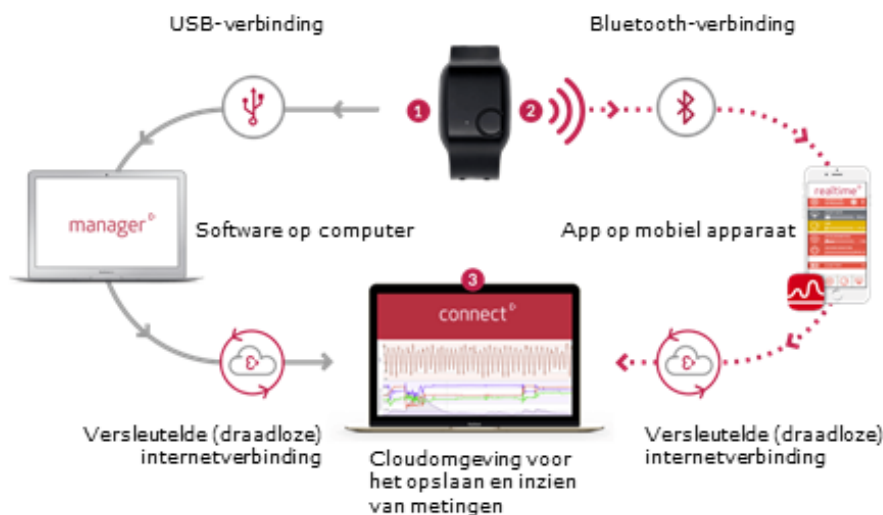 USB-verbinding
Bluetooth-verbinding
1
2
manager
Software op computer
App op mobiel apparaat
realtime
3
connect
Versleutelde (draadloze)
internetverbinding
Cloudomgeving voor
het opslaan en inzien
van metingen
Versleutelde (draadloze)
internetverbinding